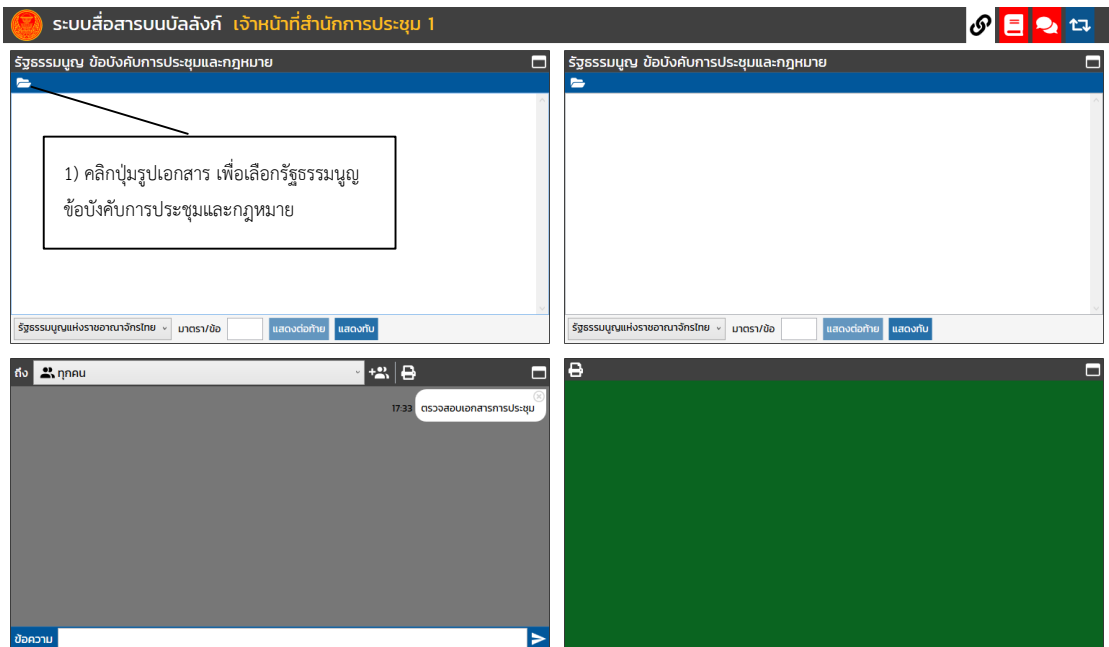 ระบบสื่อสารบนบัลลังก์ เจ้าหน้าที่สำนักการประชุม 1
รัฐธรรมนูญ ข้อบังคับการประชุมและกฎหมาย
รัฐธรรมนูญ ข้อบังคับการประชุมและกฎหมาย
1) คลิกปุ่มรูปเอกสาร เพื่อเลือกรัฐธรรมนูญ
ข้อบังคับการประชุมและกฎหมาย
รัฐธรรมนูญแห่งราชอาณาจักรไทย มาตรา/ข้อ แสดงต่อท้าย แสดงทับ
รัฐธรรมนูญแห่งราชอาณาจักรไทย มาตรา/ข้อ แสดงต่อท้าย แสดงทับ
ถึง ทุกคน
17:33 ตรวจสอบเอกสารการประชุม
ข้อความ